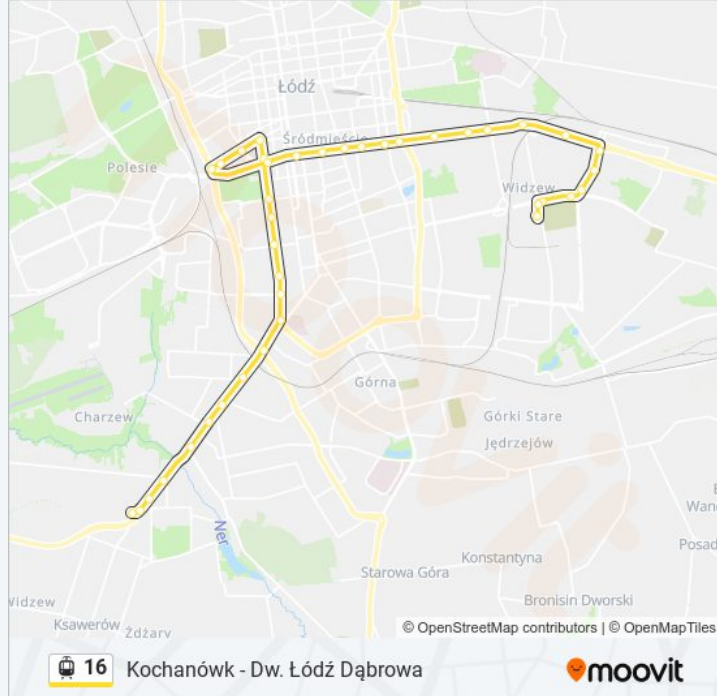 Łódź
Śródmieście
Polesie
Widzew
Górna
Charzew
Górki Stare
Jędrzejów
Ner
Wand
Posad
Konstantyna
Starowa Góra
Bronisin Dworski
Widzew
Ksawerów
Żdżary
© OpenStreetMap contributors | © OpenMapTiles
16 Kochanówk - Dw. Łódź Dąbrowa
moovit